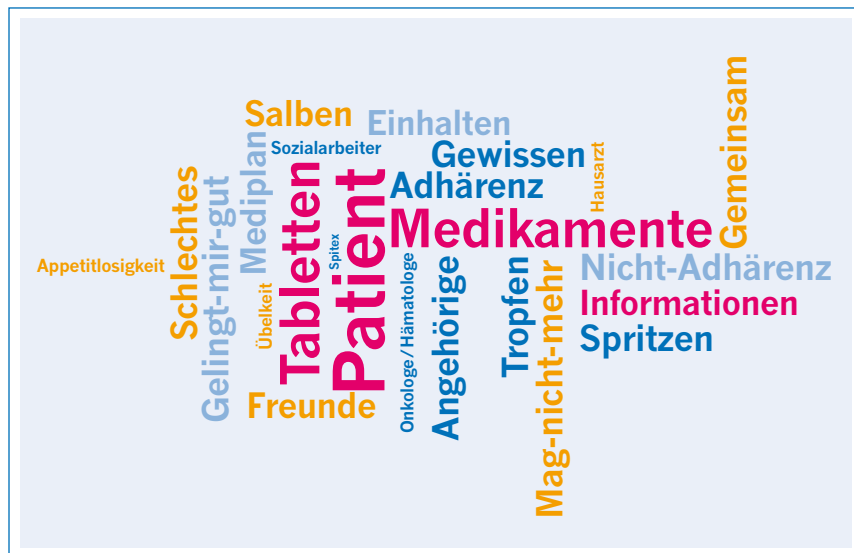 Salben
Einhalten
Sozialarbeiter
Gewissen
Adhärenz
Hausarzt
Gemeinsam
Medikamente
Mediplan
Schlechtes
Gelingt-mir-gut
Tabletten
Patient
Spitex
Appetitlosigkeit
Übelkeit
Freunde
Onkologe/Hämatologe
Angehörige
Tropfen
Mag-nicht-mehr
Nicht-Adhärenz
Informationen
Spritzen